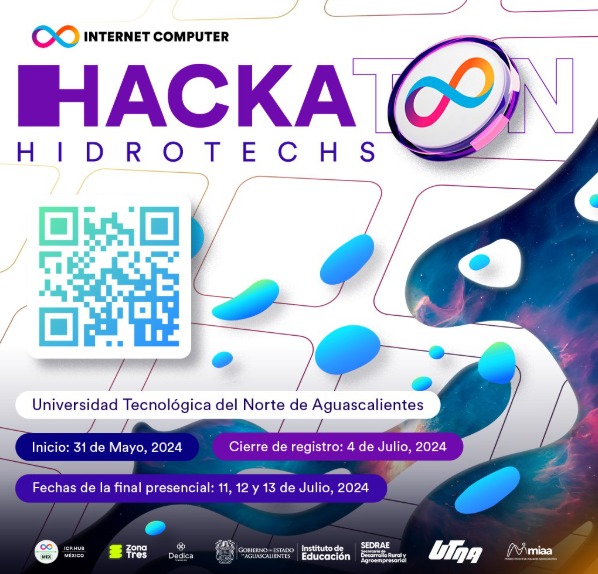 INTERNET COMPUTER
HACKATON
HIDROTECHS
Universidad Tecnológica del Norte de Aguascalientes
Inicio: 31 de Mayo, 2024
Cierre de registro: 4 de Julio, 2024
Fechas de la final presencial: 11, 12 y 13 de Julio, 2024
ICP.HUB
MÉXICO
Zona
Tres
Dedica
GOBIERNO DE ESTADO
DE AGUASCALIENTES
Instituto de
Educación
SEDRAE
Secretaría de
Desarrollo Rural y
Agroempresarial
UTNA
miaa